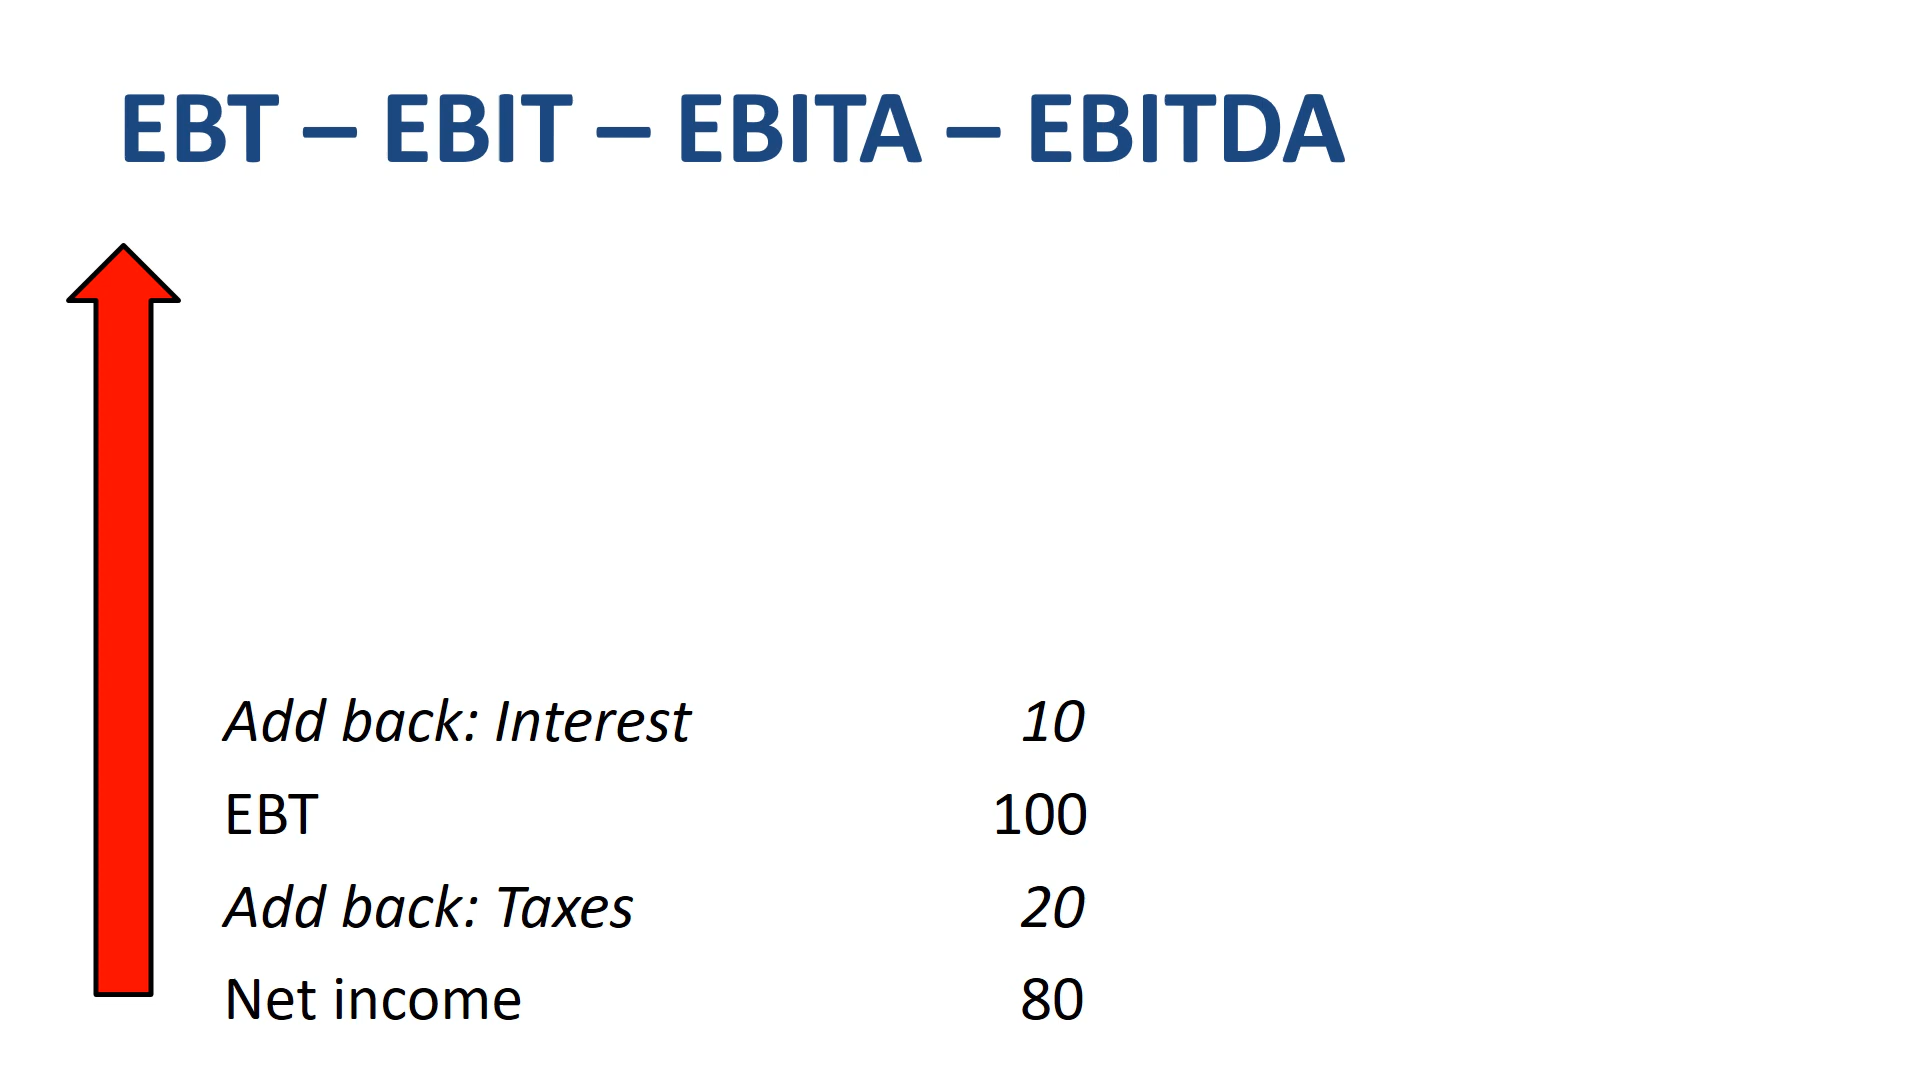 EBT – EBIT – EBITA – EBITDA
Add back: Interest 10
EBT 100
Add back: Taxes 20
Net income 80